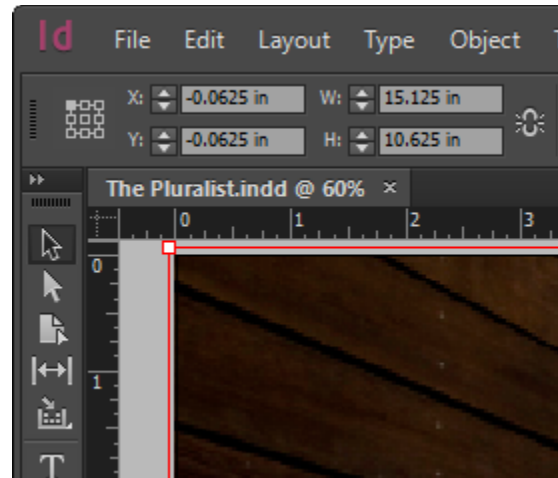 Id File Edit Layout Type Object
X: -0.0625 in W: 15.125 in
Y: -0.0625 in H: 10.625 in
The Pluralist.indd @ 60% ×
0 1 2 3
0
1
T